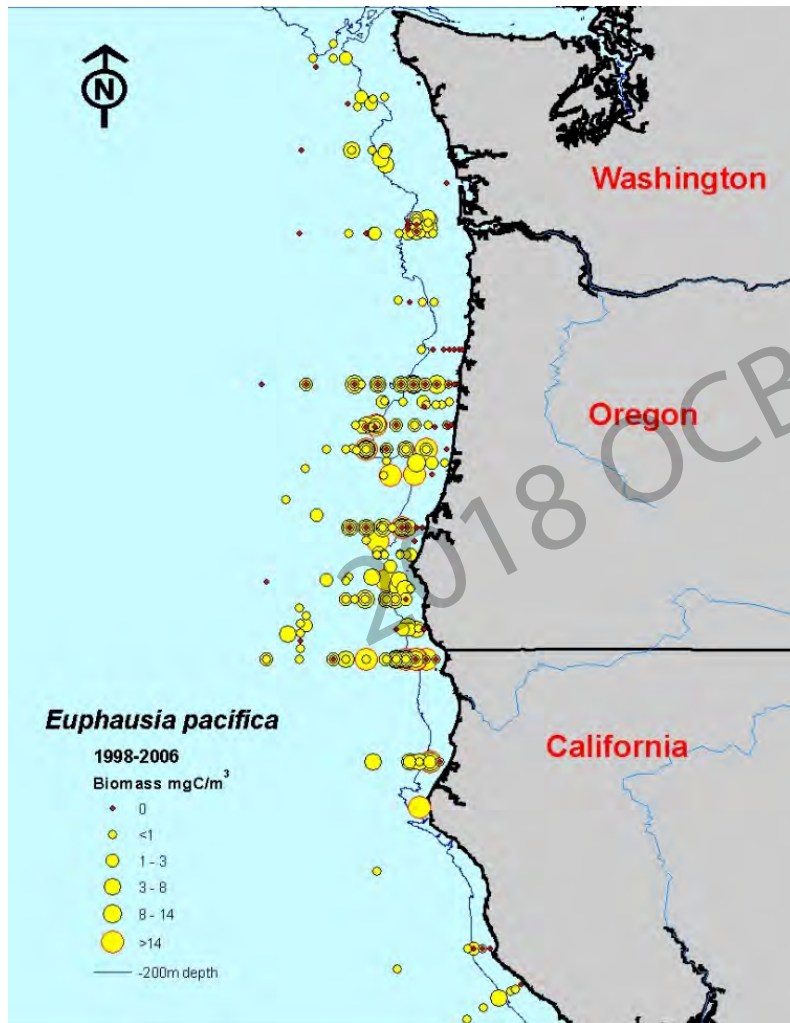 N
Washington
Oregon
2018 OCB
California
Euphausia pacifica
1998-2006
Biomass mgC/m³
0
<1
1 - 3
3 - 8
8 - 14
>14
-200m depth